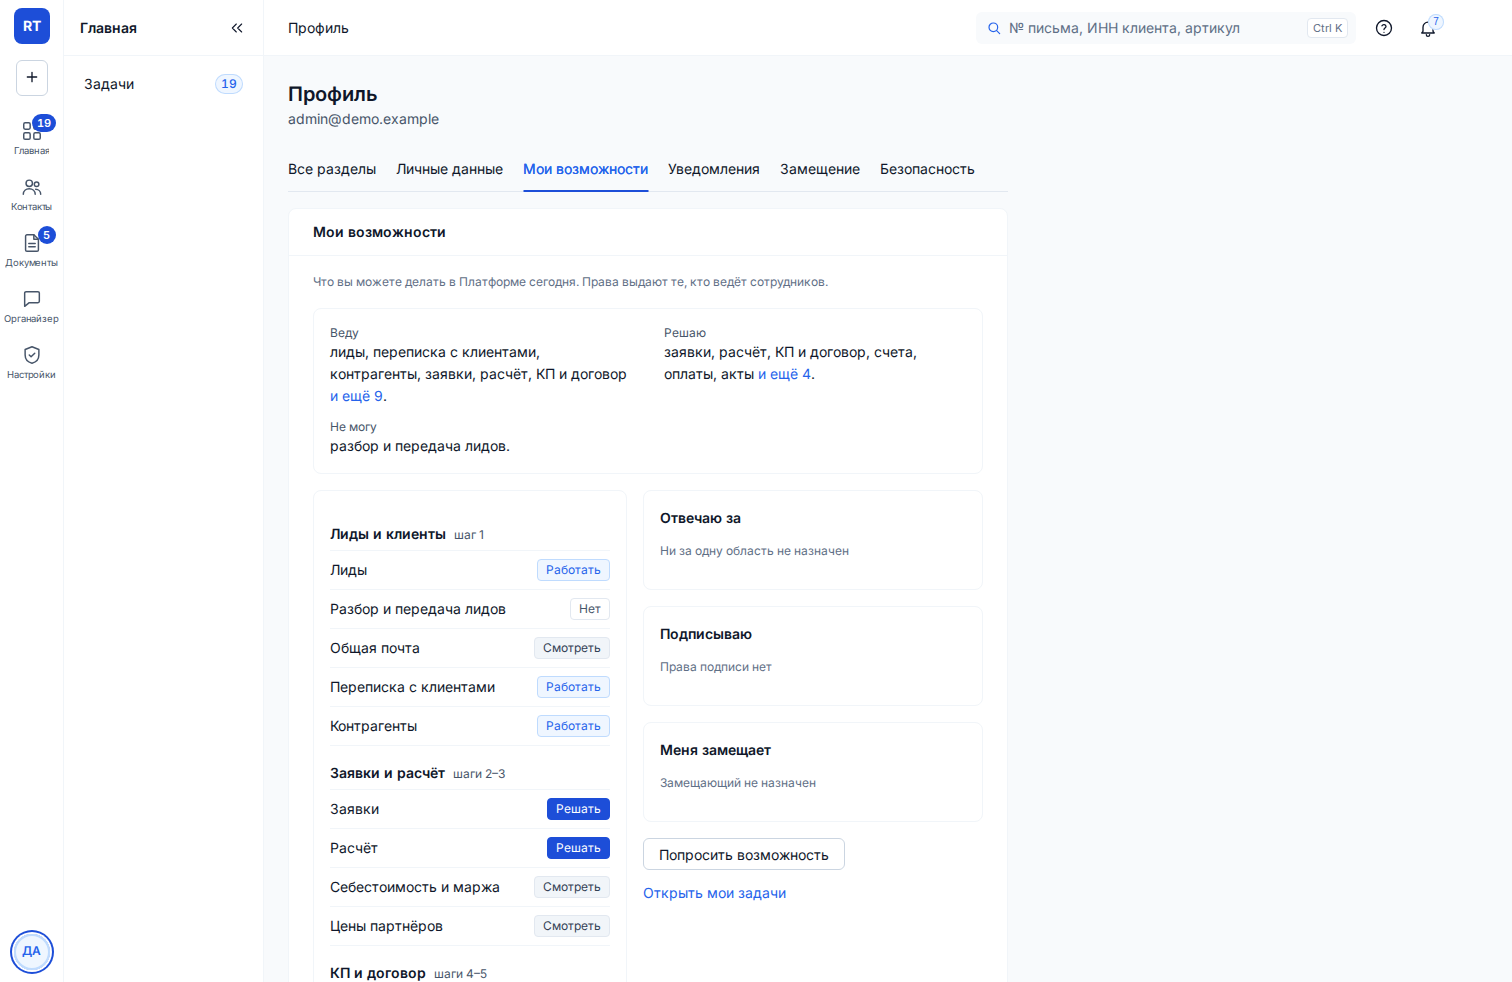 RT
Главная
Профиль
№ письма, ИНН клиента, артикул
Ctrl K
7
19
Главная
Контакты
5
Документы
Органайзер
Настройки
ДА
Задачи
19
Профиль
admin@demo.example
Все разделы
Личные данные
Мои возможности
Уведомления
Замещение
Безопасность
Мои возможности
Что вы можете делать в Платформе сегодня. Права выдают те, кто ведёт сотрудников.
Веду
лиды, переписка с клиентами,
контрагенты, заявки, расчёт, КП и договор
и ещё 9.
Решаю
заявки, расчёт, КП и договор, счета,
оплаты, акты и ещё 4.
Не могу
разбор и передача лидов.
Лиды и клиенты шаг 1
Лиды Работать
Разбор и передача лидов Нет
Общая почта Смотреть
Переписка с клиентами Работать
Контрагенты Работать
Заявки и расчёт шаги 2–3
Заявки Решать
Расчёт Решать
Себестоимость и маржа Смотреть
Цены партнёров Смотреть
КП и договор шаги 4–5
Отвечаю за
Ни за одну область не назначен
Подписываю
Права подписи нет
Меня замещает
Замещающий не назначен
Попросить возможность
Открыть мои задачи